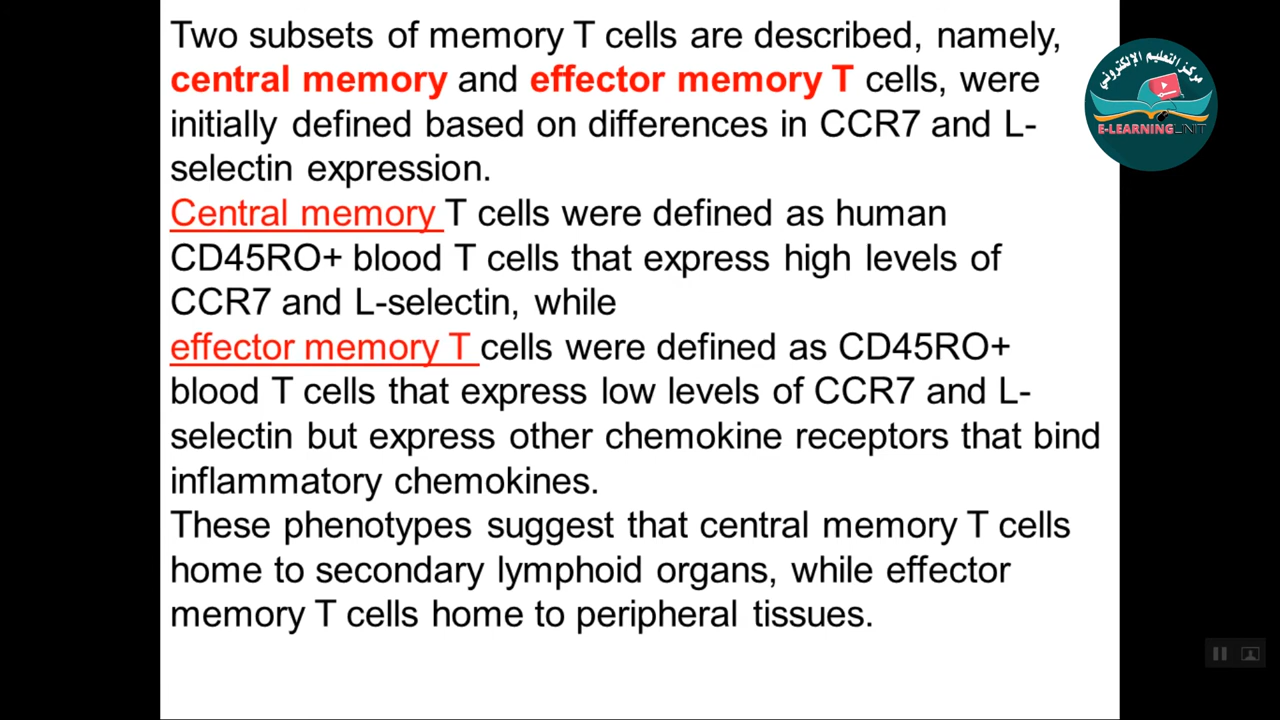 Two subsets of memory T cells are described, namely,
central memory and effector memory T cells, were
initially defined based on differences in CCR7 and L-
selectin expression.
Central memory T cells were defined as human
CD45RO+ blood T cells that express high levels of
CCR7 and L-selectin, while
effector memory T cells were defined as CD45RO+
blood T cells that express low levels of CCR7 and L-
selectin but express other chemokine receptors that bind
inflammatory chemokines.
These phenotypes suggest that central memory T cells
home to secondary lymphoid organs, while effector
memory T cells home to peripheral tissues.
مركز التعليم الإلكتروني
E-LEARNING UNIT